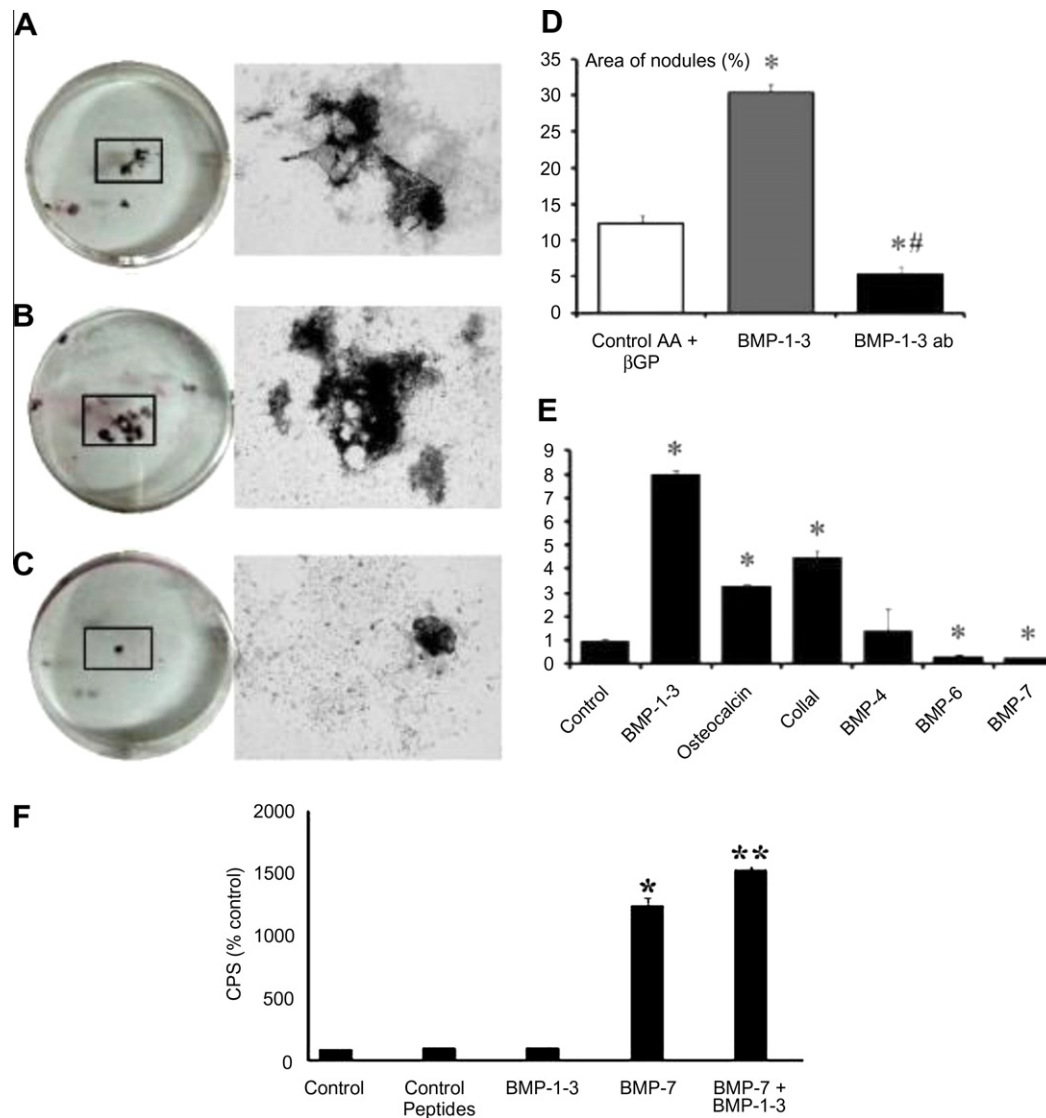 A
B
C
D
Area of nodules (%)
35
30
25
20
15
10
5
0
*
*#
Control AA +
βGP
BMP-1-3
BMP-1-3 ab
E
9
8
7
6
5
4
3
2
1
0
*
*
*
*
*
Control
BMP-1-3
Osteocalcin
Collal
BMP-4
BMP-6
BMP-7
F
CPS (% control)
2000
1500
1000
500
0
*
**
Control
Control
Peptides
BMP-1-3
BMP-7
BMP-7 +
BMP-1-3